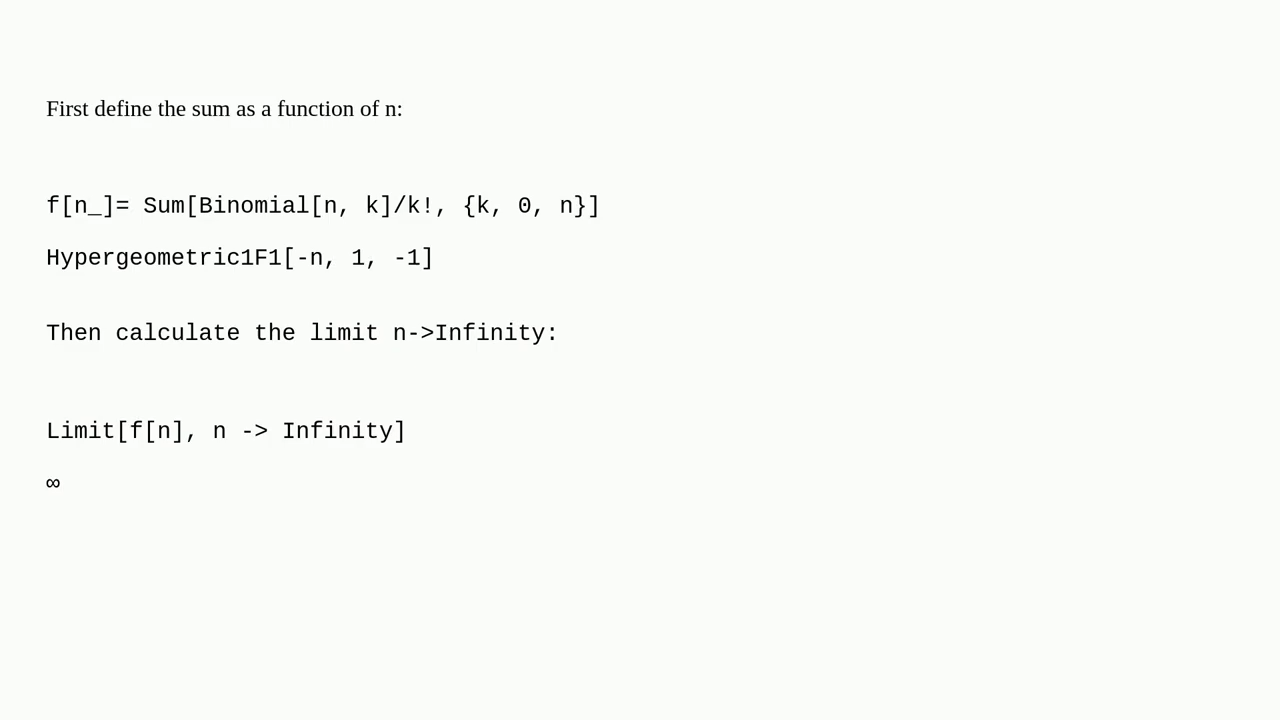 First define the sum as a function of n:
f[n_]= Sum[Binomial[n, k]/k!, {k, 0, n}]
Hypergeometric1F1[-n, 1, -1]
Then calculate the limit n->Infinity:
Limit[f[n], n -> Infinity]
∞